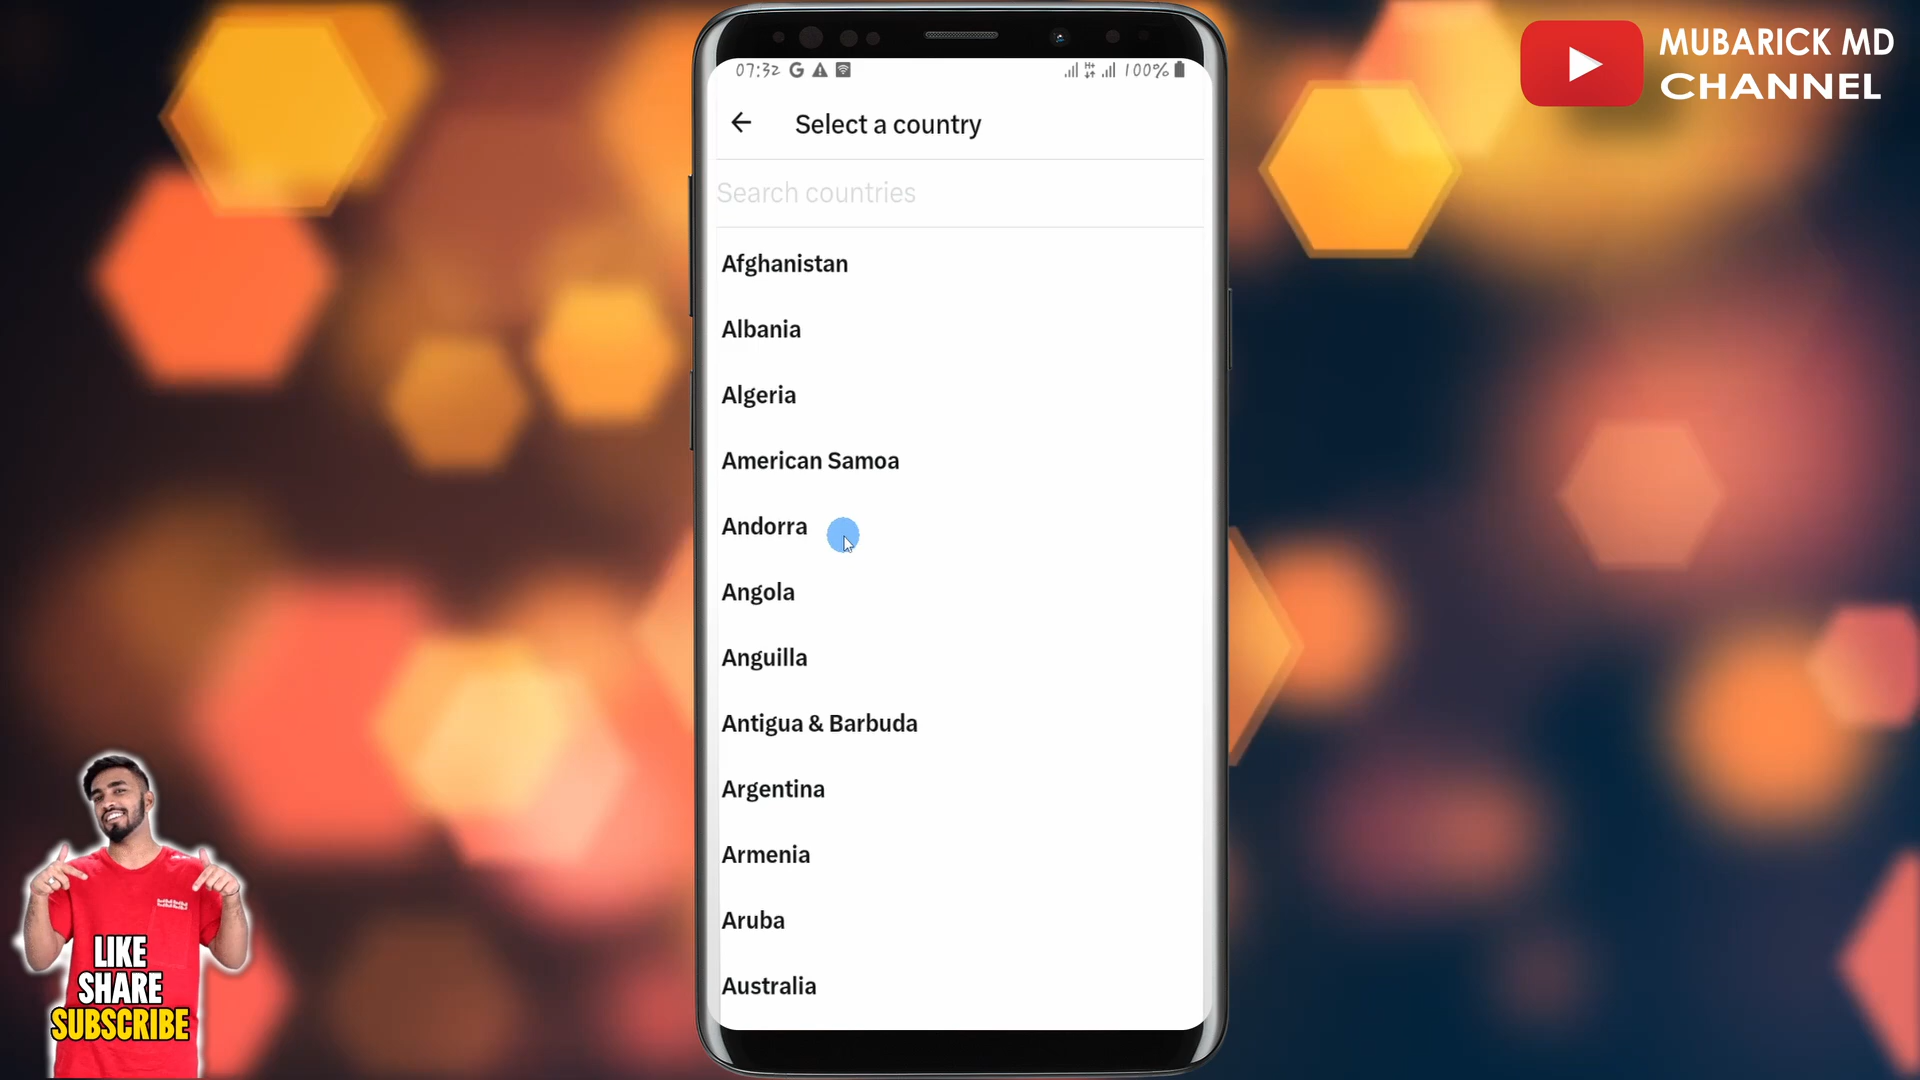 MUBARICK MD
CHANNEL
07:32 G 100%
Select a country
Search countries
Afghanistan
Albania
Algeria
American Samoa
Andorra
Angola
Anguilla
Antigua & Barbuda
Argentina
Armenia
Aruba
Australia
LIKE
SHARE
SUBSCRIBE